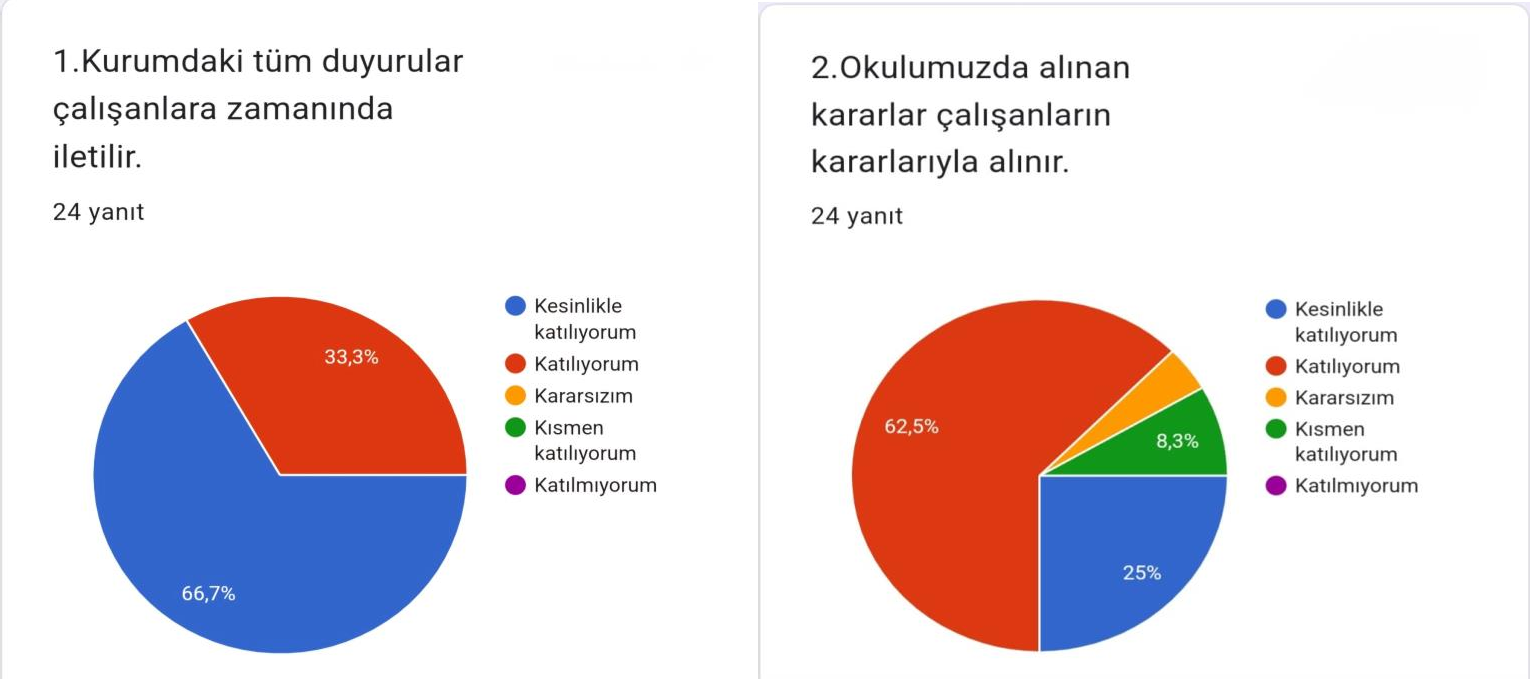 1.Kurumdaki tüm duyurular
çalışanlara zamanında
iletilir.
24 yanıt
Kesinlikle
katılıyorum
Katılıyorum
Kararsızım
Kısmen
katılıyorum
Katılmıyorum
33,3%
66,7%
2.Okulumuzda alınan
kararlar çalışanların
kararlarıyla alınır.
24 yanıt
Kesinlikle
katılıyorum
Katılıyorum
Kararsızım
Kısmen
katılıyorum
Katılmıyorum
62,5%
8,3%
25%